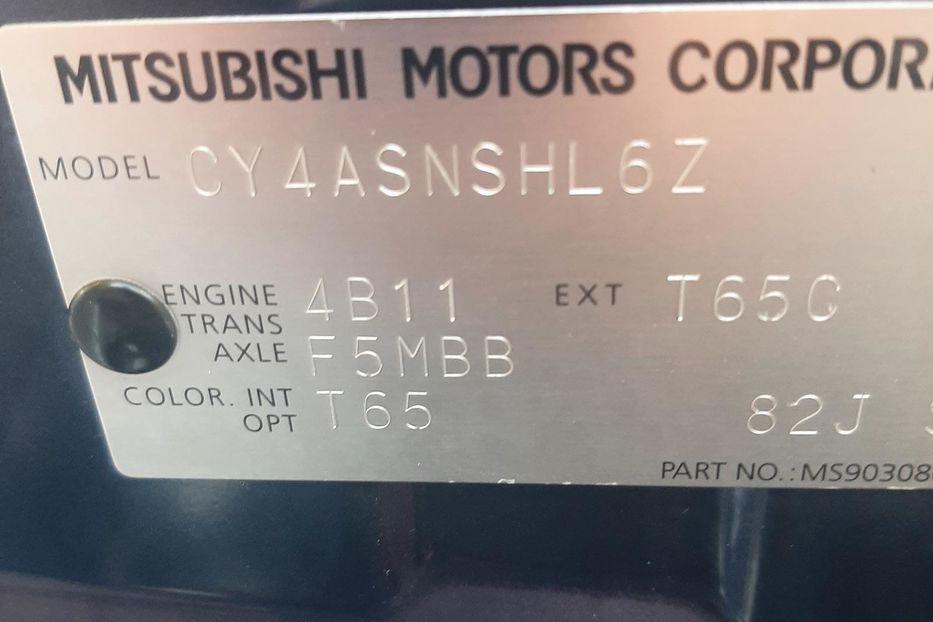 MITSUBISHI MOTORS CORPORA
MODEL CY4ASNSHL6Z
ENGINE 4B11 EXT T65C
TRANS
AXLE F5MBB
COLOR. INT T65 82J
OPT
PART NO.:MS90308